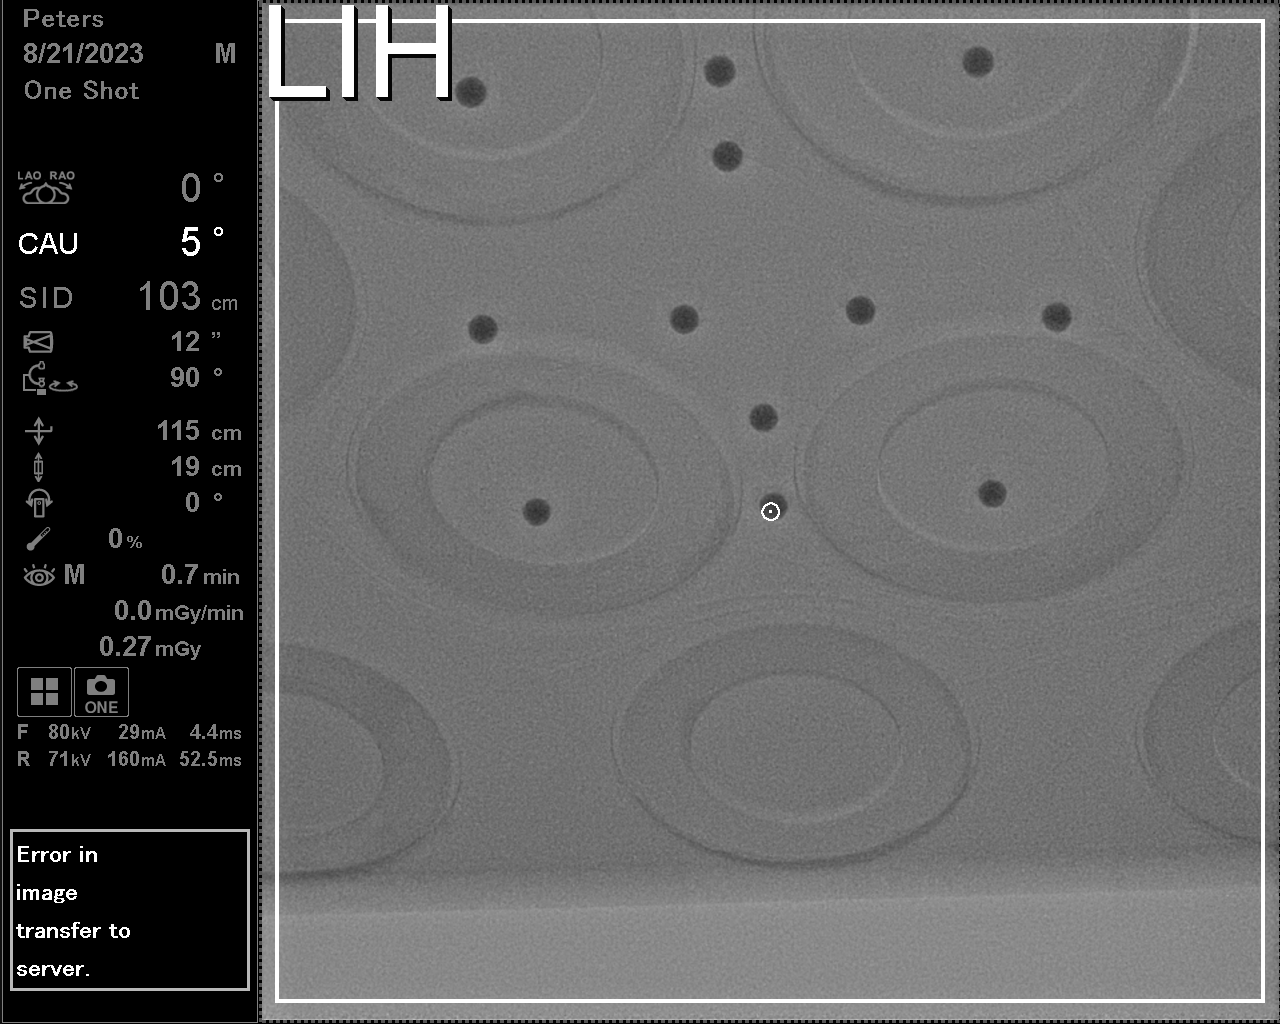 Peters
8/21/2023 M
One Shot
LIH
LAO RAO
0 °
CAU 5 °
SID 103 cm
12 ”
90 °
115 cm
19 cm
0 °
0 %
M 0.7 min
0.0 mGy/min
0.27 mGy
ONE
F 80kV 29mA 4.4ms
R 71kV 160mA 52.5ms
Error in
image
transfer to
server.